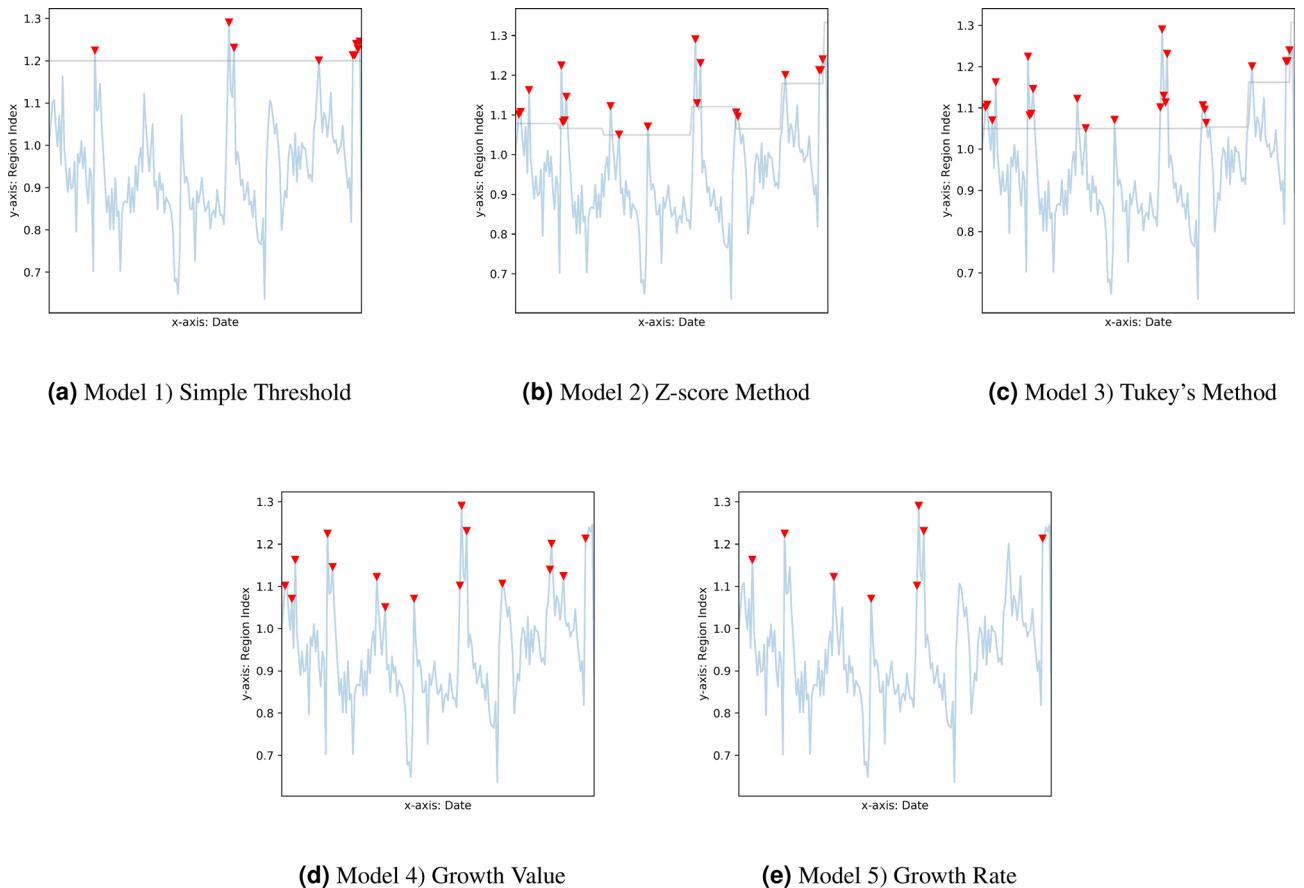 1.3
1.2
1.1
1.0
0.9
0.8
0.7
y-axis: Region Index
x-axis: Date
(a) Model 1) Simple Threshold
1.3
1.2
1.1
1.0
0.9
0.8
0.7
y-axis: Region Index
x-axis: Date
(b) Model 2) Z-score Method
1.3
1.2
1.1
1.0
0.9
0.8
0.7
y-axis: Region Index
x-axis: Date
(c) Model 3) Tukey's Method
1.3
1.2
1.1
1.0
0.9
0.8
0.7
y-axis: Region Index
x-axis: Date
(d) Model 4) Growth Value
1.3
1.2
1.1
1.0
0.9
0.8
0.7
y-axis: Region Index
x-axis: Date
(e) Model 5) Growth Rate